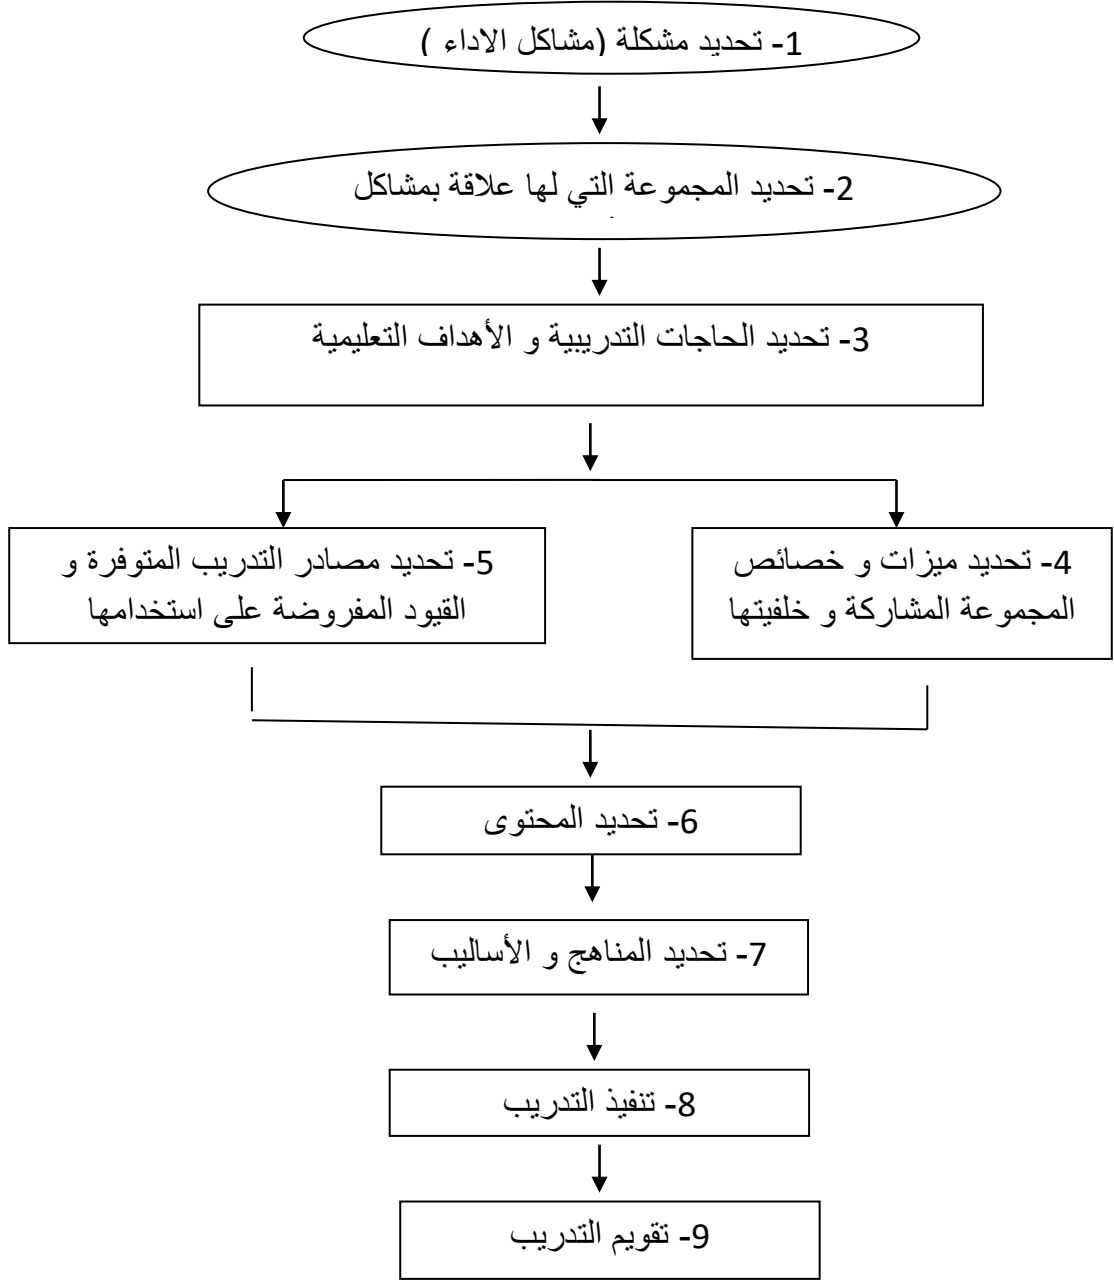 1- تحديد مشكلة (مشاكل الاداء )
2- تحديد المجموعة التي لها علاقة بمشاكل
3- تحديد الحاجات التدريبية و الأهداف التعليمية
4- تحديد ميزات و خصائص
المجموعة المشاركة و خلفيتها
5- تحديد مصادر التدريب المتوفرة و
القيود المفروضة على استخدامها
6- تحديد المحتوى
7- تحديد المناهج و الأساليب
8- تنفيذ التدريب
9- تقويم التدريب